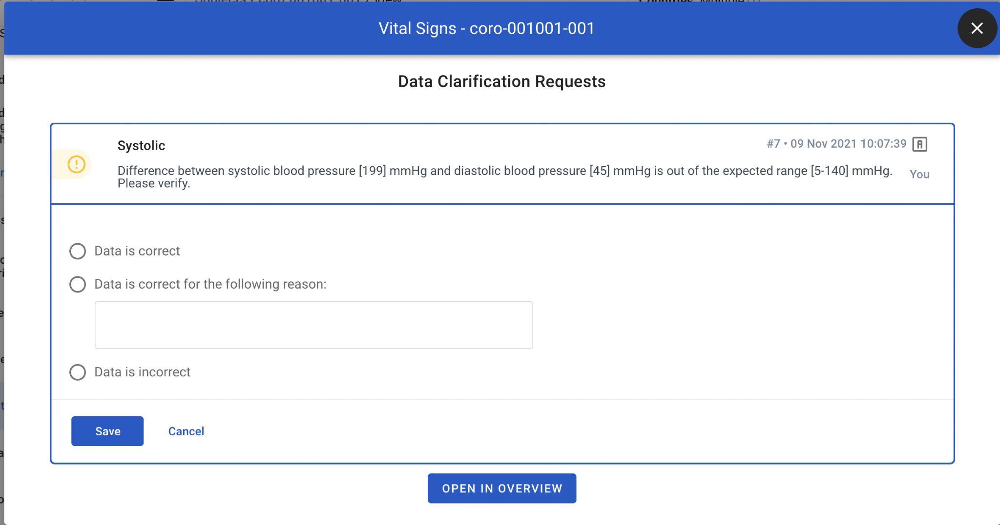 Vital Signs - coro-001001-001
Data Clarification Requests
Systolic
#7 • 09 Nov 2021 10:07:39
A
Difference between systolic blood pressure [199] mmHg and diastolic blood pressure [45] mmHg is out of the expected range [5-140] mmHg.
Please verify.
You
Data is correct
Data is correct for the following reason:
Data is incorrect
Save
Cancel
OPEN IN OVERVIEW